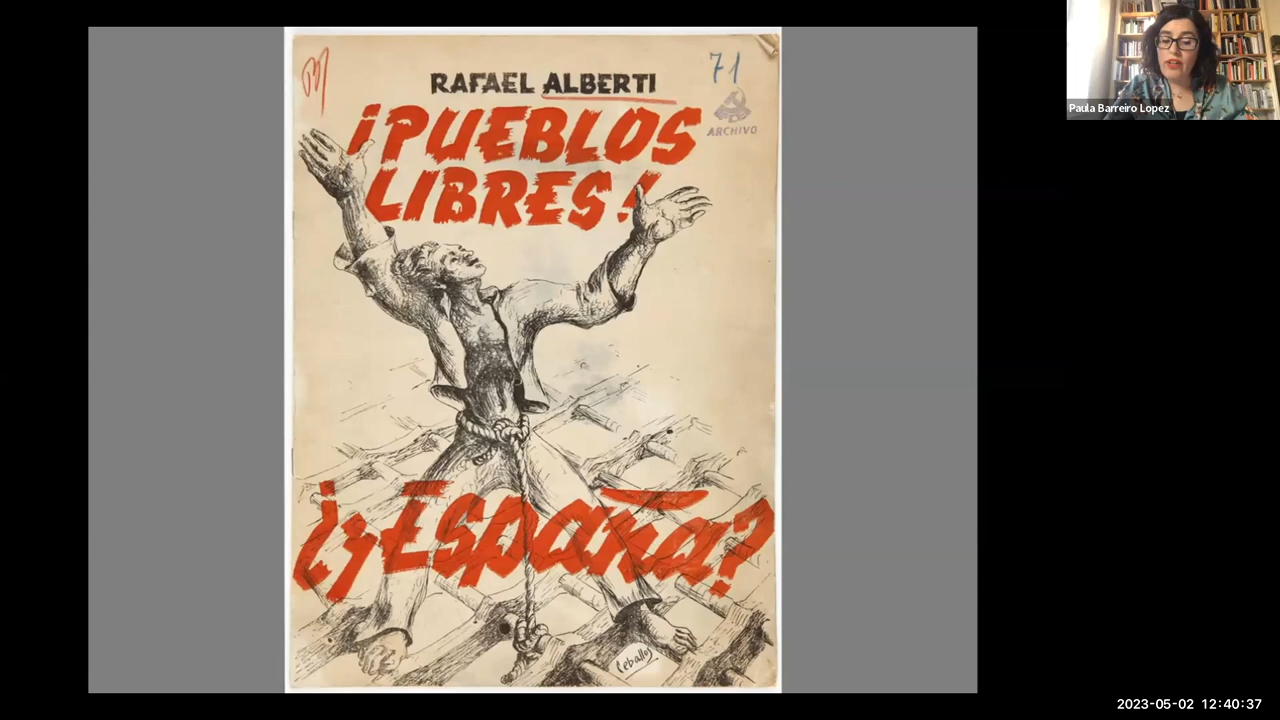 RAFAEL ALBERTI
71
ARCHIVO
¡PUEBLOS
LIBRES!
¿y España?
Ceballos
Paula Barreiro Lopez
2023-05-02 12:40:37